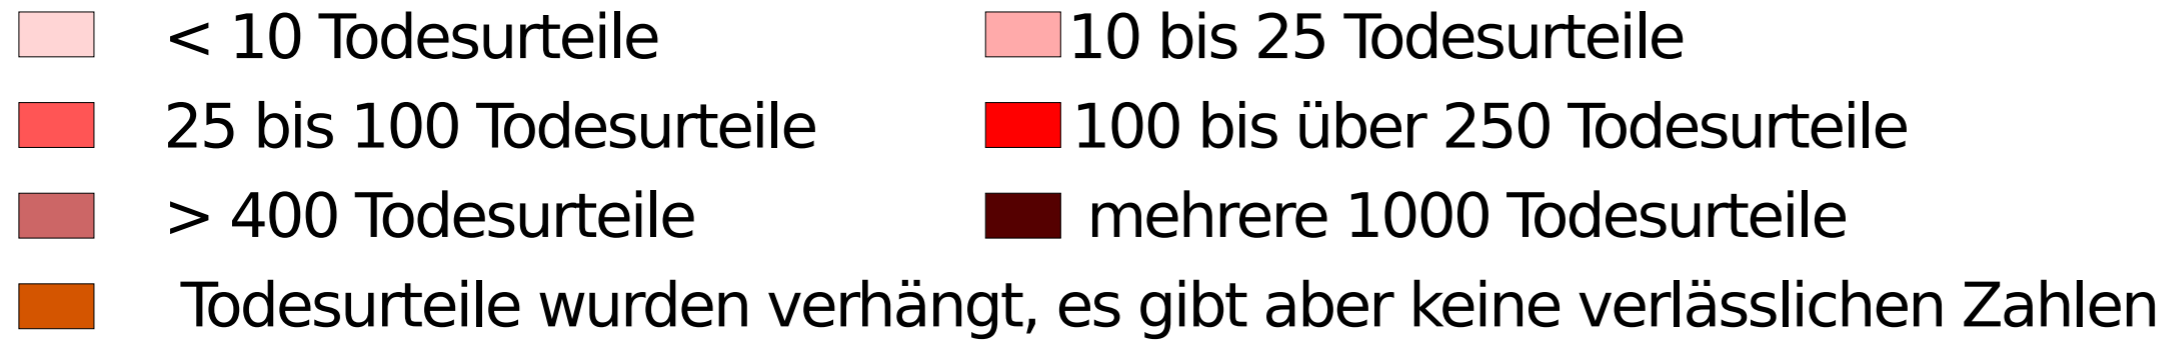 < 10 Todesurteile
10 bis 25 Todesurteile
25 bis 100 Todesurteile
100 bis über 250 Todesurteile
> 400 Todesurteile
mehrere 1000 Todesurteile
Todesurteile wurden verhängt, es gibt aber keine verlässlichen Zahlen